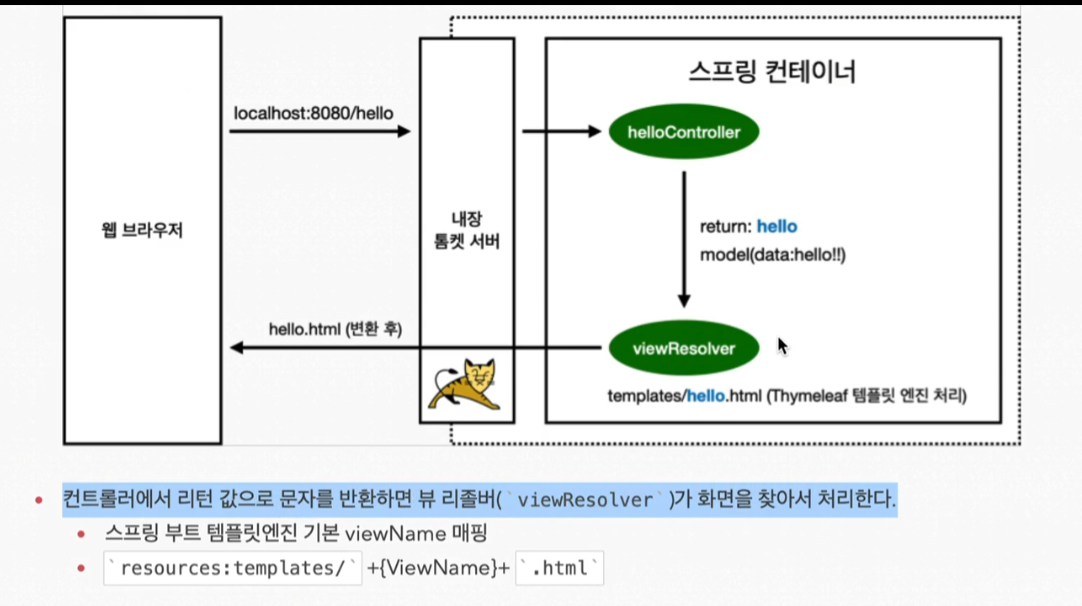 스프링 컨테이너
localhost:8080/hello
helloController
웹 브라우저
내장
톰켓 서버
return: hello
model(data:hello!!)
hello.html (변환 후)
viewResolver
templates/hello.html (Thymeleaf 템플릿 엔진 처리)
컨트롤러에서 리턴 값으로 문자를 반환하면 뷰 리졸버(`viewResolver`)가 화면을 찾아서 처리한다.
스프링 부트 템플릿엔진 기본 viewName 매핑
`resources:templates/` +{ViewName}+ `.html`